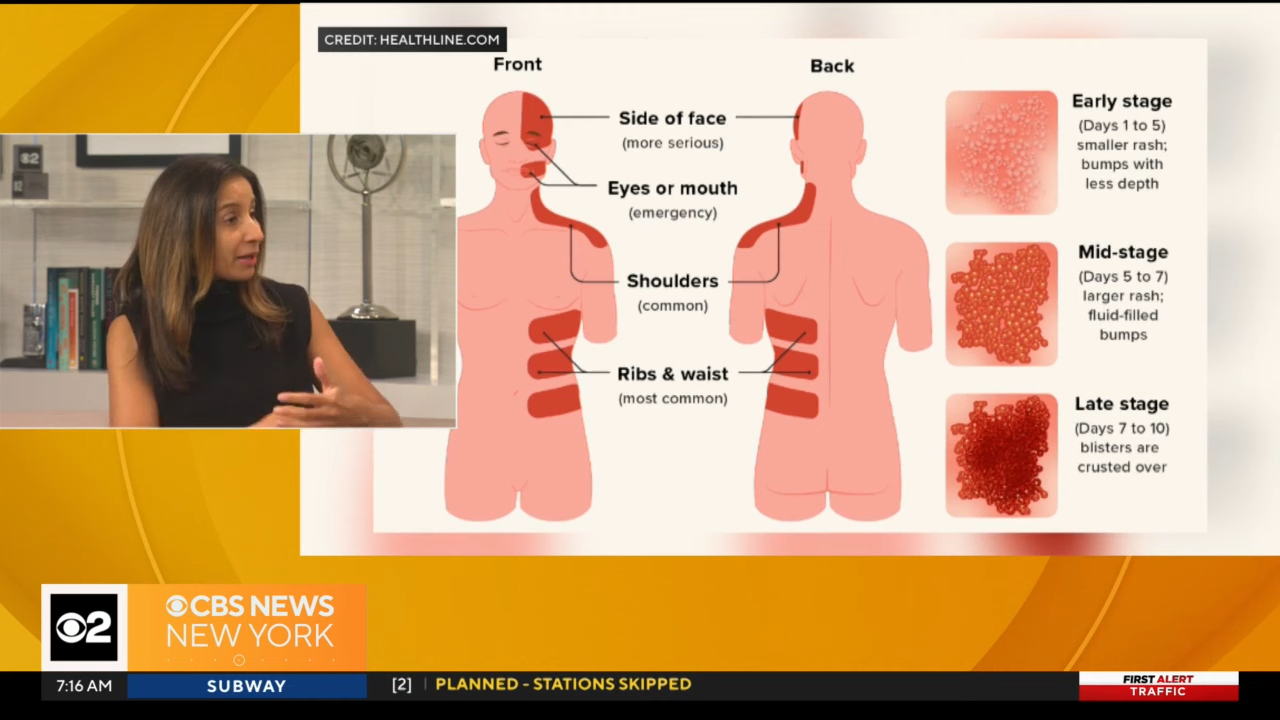 CREDIT: HEALTHLINE.COM
Front
Back
Side of face
(more serious)
Eyes or mouth
(emergency)
Shoulders
(common)
Ribs & waist
(most common)
Early stage
(Days 1 to 5)
smaller rash;
bumps with
less depth
Mid-stage
(Days 5 to 7)
larger rash;
fluid-filled
bumps
Late stage
(Days 7 to 10)
blisters are
crusted over
2
2
CBS NEWS
NEW YORK
7:16 AM
SUBWAY
[2]
PLANNED - STATIONS SKIPPED
FIRST ALERT
TRAFFIC